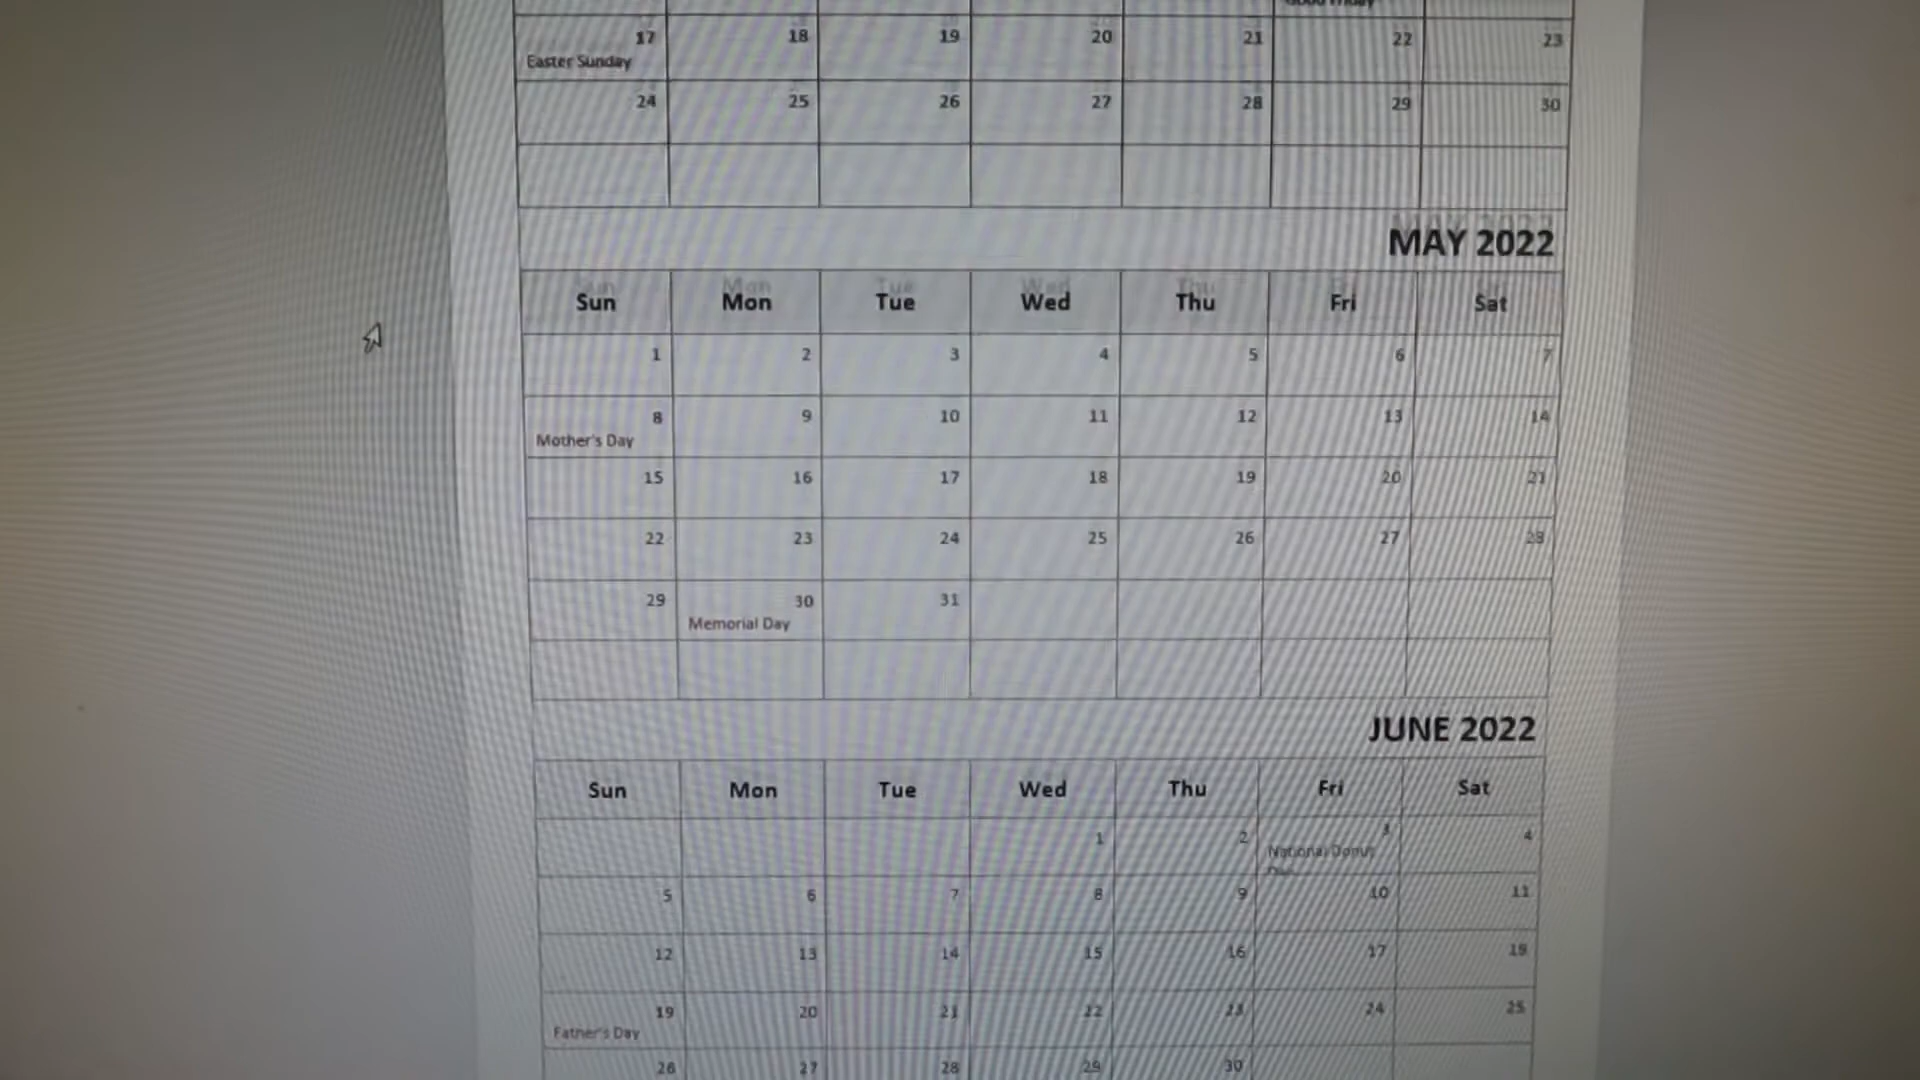 Good Friday
17 18 19 20 21 22 23
Easter Sunday
24 25 26 27 28 29 30
MAY 2022
Sun Mon Tue Wed Thu Fri Sat
1 2 3 4 5 6 7
8 9 10 11 12 13 14
Mother's Day
15 16 17 18 19 20 21
22 23 24 25 26 27 28
29 30 31
Memorial Day
JUNE 2022
Sun Mon Tue Wed Thu Fri Sat
1 2 3 4
National Donut
5 6 7 8 9 10 11
12 13 14 15 16 17 18
19 20 21 22 23 24 25
Father's Day
26 27 28 29 30